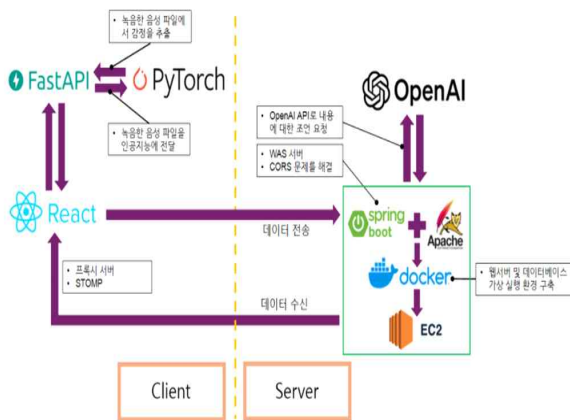 • 녹음한 음성 파일에
서 감정을 추출
FastAPI
PyTorch
• 녹음한 음성 파일을
인공지능에 전달
OpenAI
• OpenAI API로 내용
에 대한 조언 요청
• WAS 서버
• CORS 문제를 해결
React
데이터 전송
spring
boot
Apache
• 프록시 서버
• STOMP
docker
• 웹서버 및 데이터베이스
가상 실행 환경 구축
데이터 수신
EC2
Client
Server